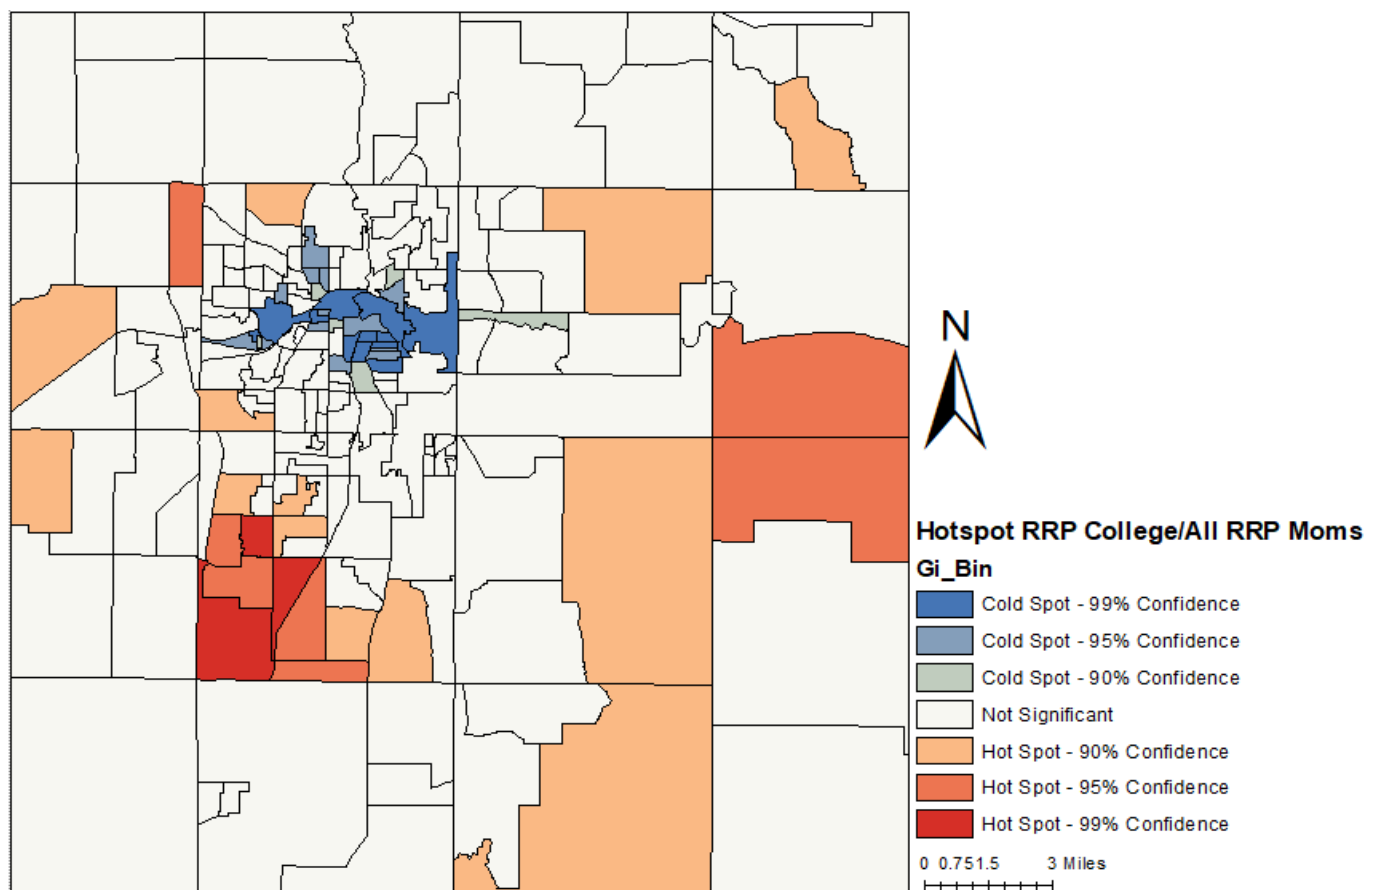 N
Hotspot RRP College/All RRP Moms
Gi_Bin
Cold Spot - 99% Confidence
Cold Spot - 95% Confidence
Cold Spot - 90% Confidence
Not Significant
Hot Spot - 90% Confidence
Hot Spot - 95% Confidence
Hot Spot - 99% Confidence
0 0.751.5 3 Miles